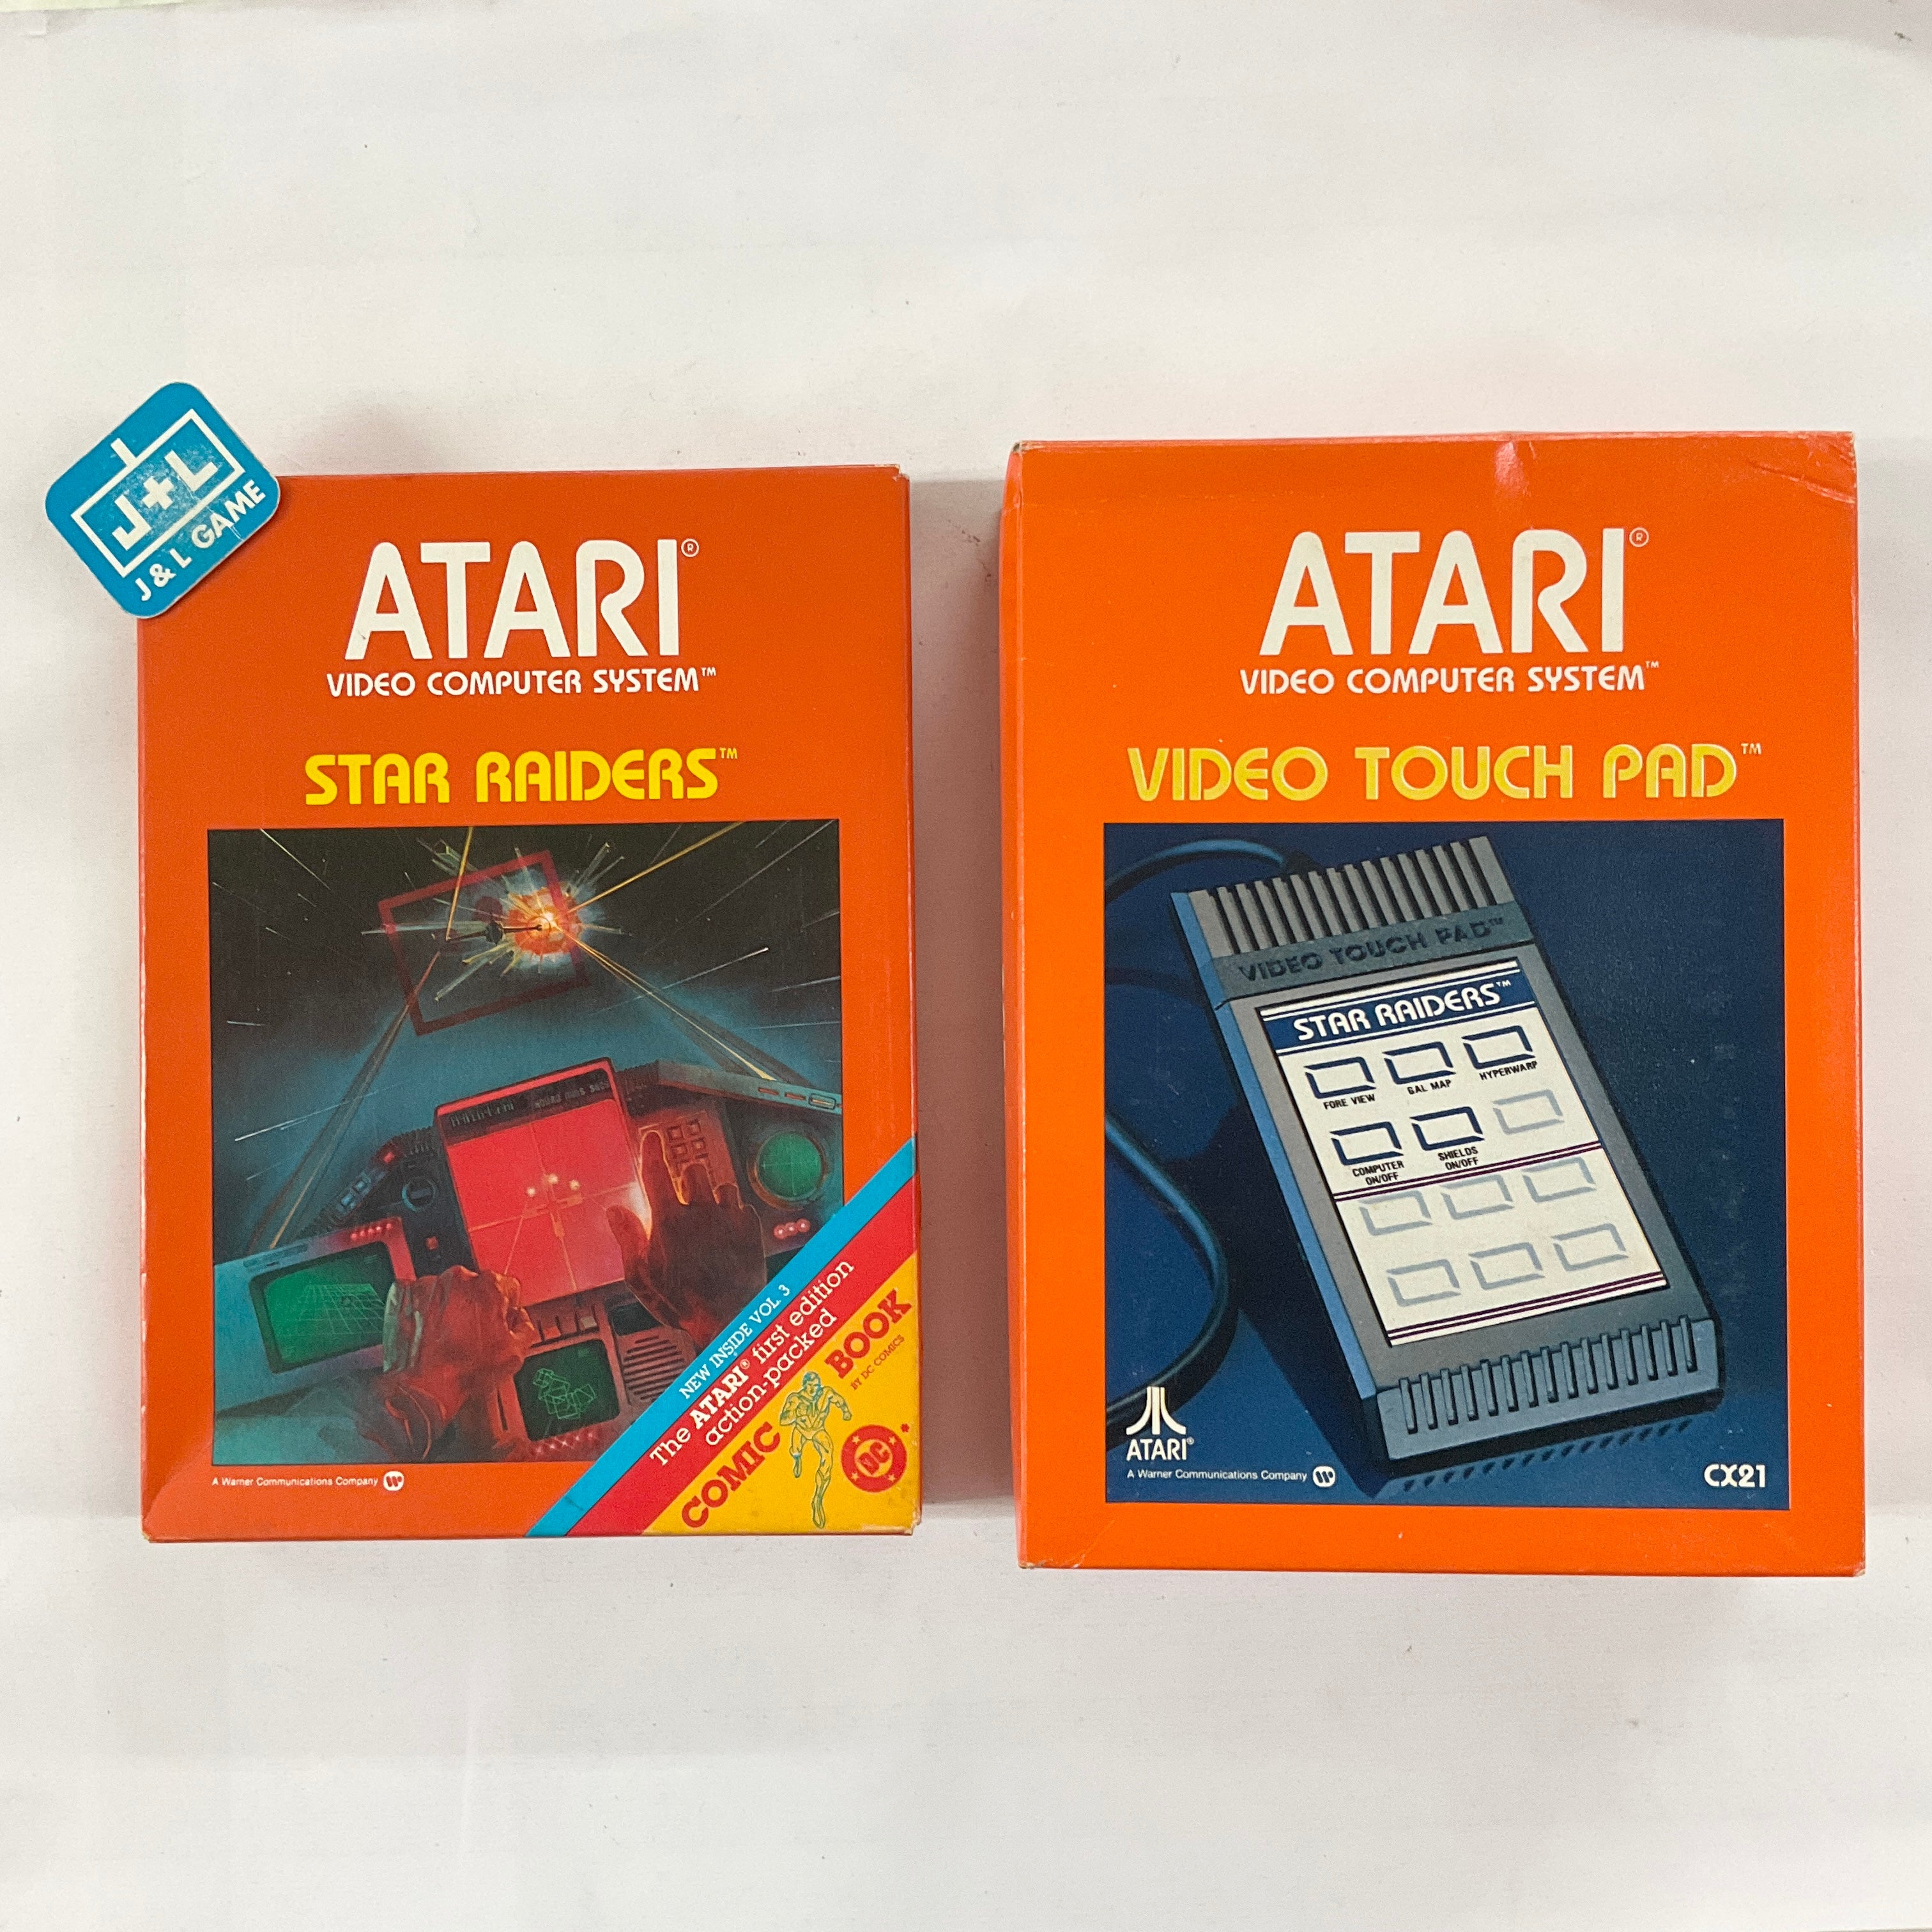 J+L
J & L GAME
ATARI®
VIDEO COMPUTER SYSTEM™
STAR RAIDERS™
NEW INSIDE VOL. 3
The ATARI® first edition
action-packed
COMIC BOOK
BY DC COMICS
DC
A Warner Communications Company
ATARI®
VIDEO COMPUTER SYSTEM™
VIDEO TOUCH PAD™
VIDEO TOUCH PAD™
STAR RAIDERS™
FORE VIEW
GAL MAP
HYPERWARP
COMPUTER
ON/OFF
SHIELDS
ON/OFF
ATARI®
A Warner Communications Company
CX21